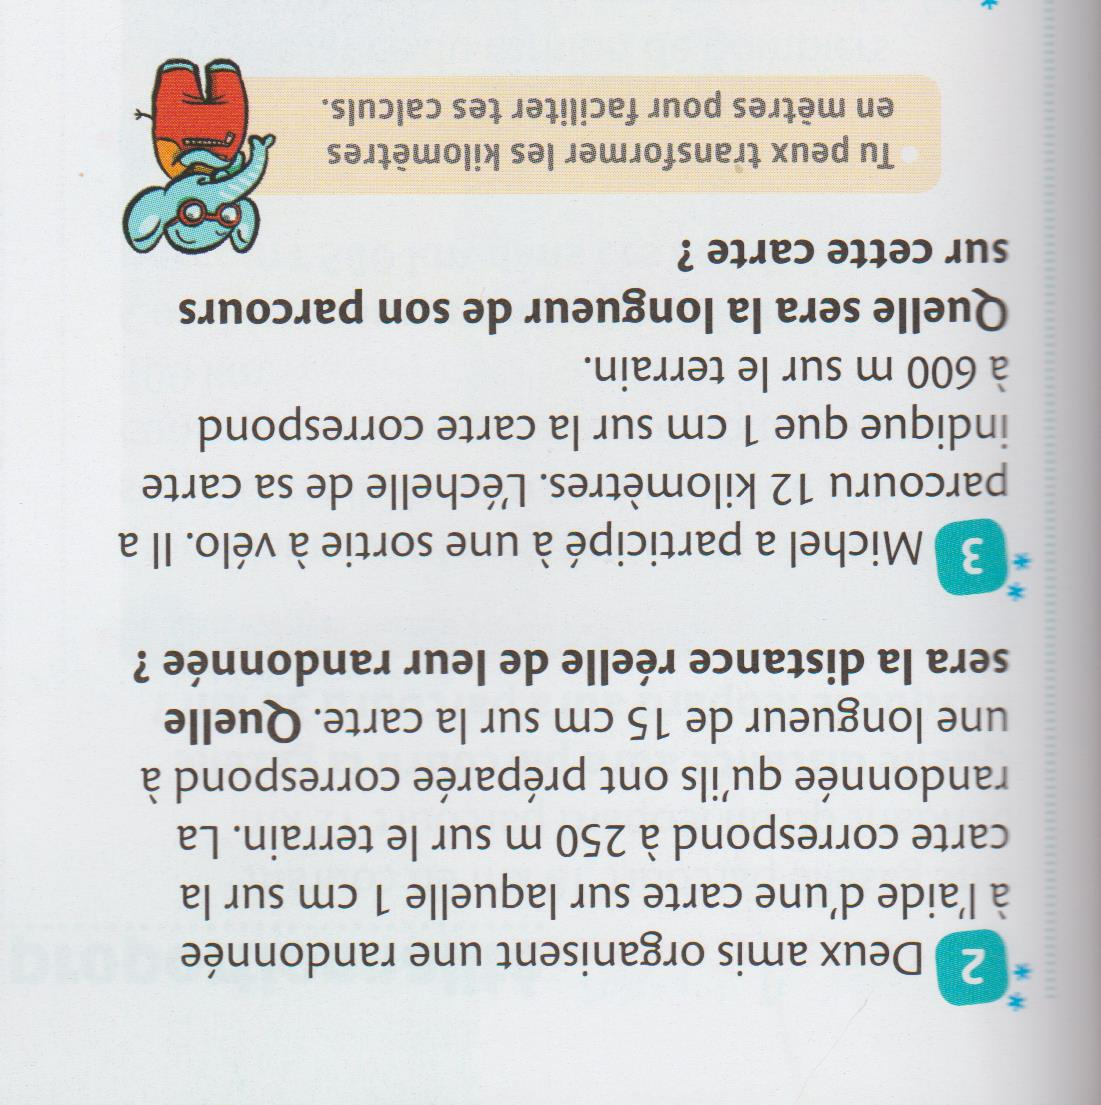 2 Deux amis organisent une randonnée
à l'aide d'une carte sur laquelle 1 cm sur la
carte correspond à 250 m sur le terrain. La
randonnée qu'ils ont préparée correspond à
une longueur de 15 cm sur la carte. Quelle
sera la distance réelle de leur randonnée ?
3 Michel a participé à une sortie à vélo. Il a
parcouru 12 kilomètres. L'échelle de sa carte
indique que 1 cm sur la carte correspond
à 600 m sur le terrain.
Quelle sera la longueur de son parcours
sur cette carte ?
• Tu peux transformer les kilomètres
en mètres pour faciliter tes calculs.